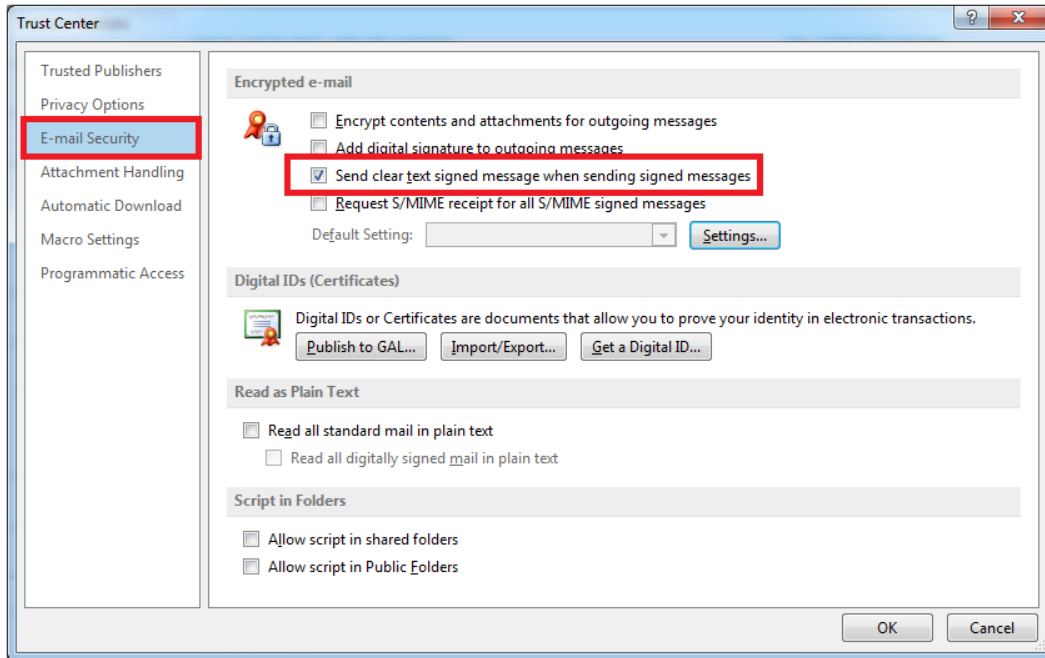 Trust Center
Trusted Publishers
Privacy Options
E-mail Security
Attachment Handling
Automatic Download
Macro Settings
Programmatic Access
Encrypted e-mail
Encrypt contents and attachments for outgoing messages
Add digital signature to outgoing messages
Send clear text signed message when sending signed messages
Request S/MIME receipt for all S/MIME signed messages
Default Setting:
Settings...
Digital IDs (Certificates)
Digital IDs or Certificates are documents that allow you to prove your identity in electronic transactions.
Publish to GAL... Import/Export... Get a Digital ID...
Read as Plain Text
Read all standard mail in plain text
Read all digitally signed mail in plain text
Script in Folders
Allow script in shared folders
Allow script in Public Folders
OK Cancel